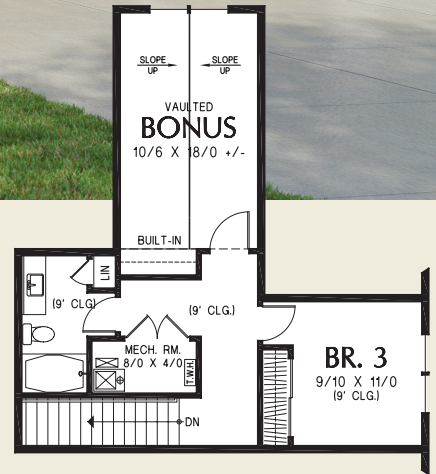 SLOPE UP
SLOPE UP
VAULTED
BONUS
10/6 X 18/0 +/-
BUILT-IN
LIN
(9' CLG)
(9' CLG.)
MECH. RM.
8/0 X 4/0
T.W.H.
BR. 3
9/10 X 11/0
(9' CLG.)
DN